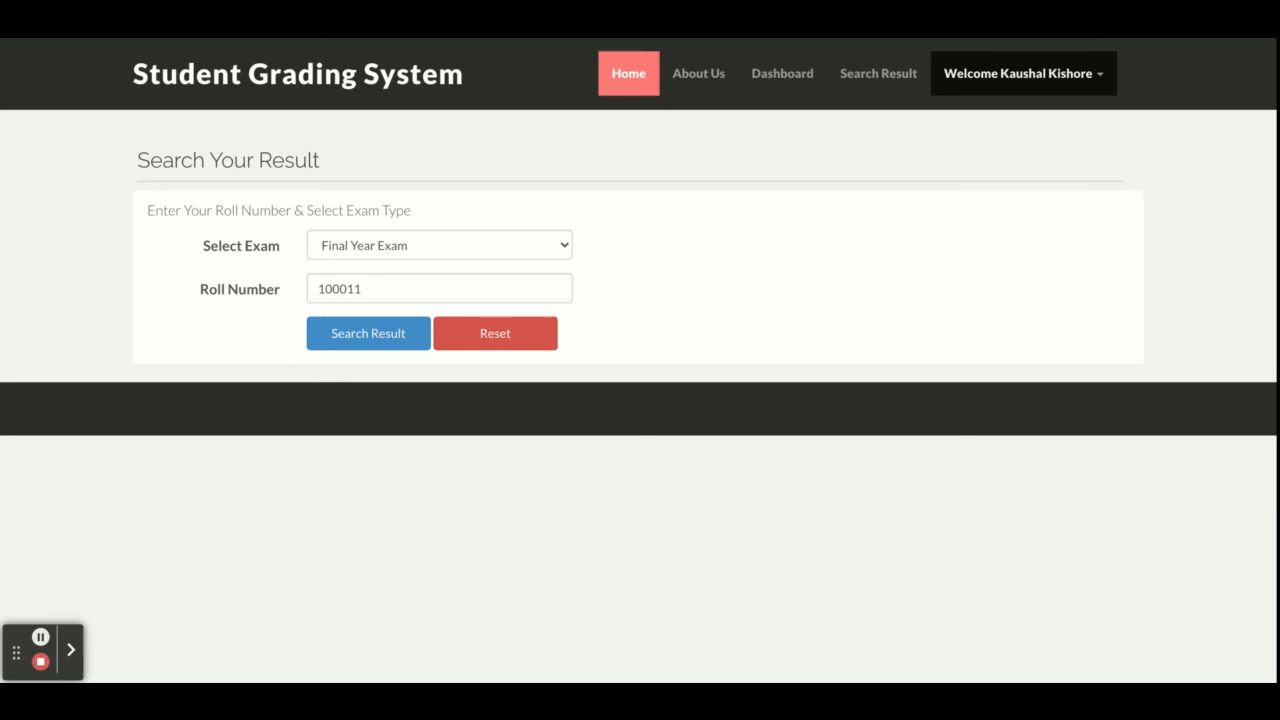 Student Grading System
Home About Us Dashboard Search Result Welcome Kaushal Kishore
Search Your Result
Enter Your Roll Number & Select Exam Type
Select Exam Final Year Exam
Roll Number 100011
Search Result Reset